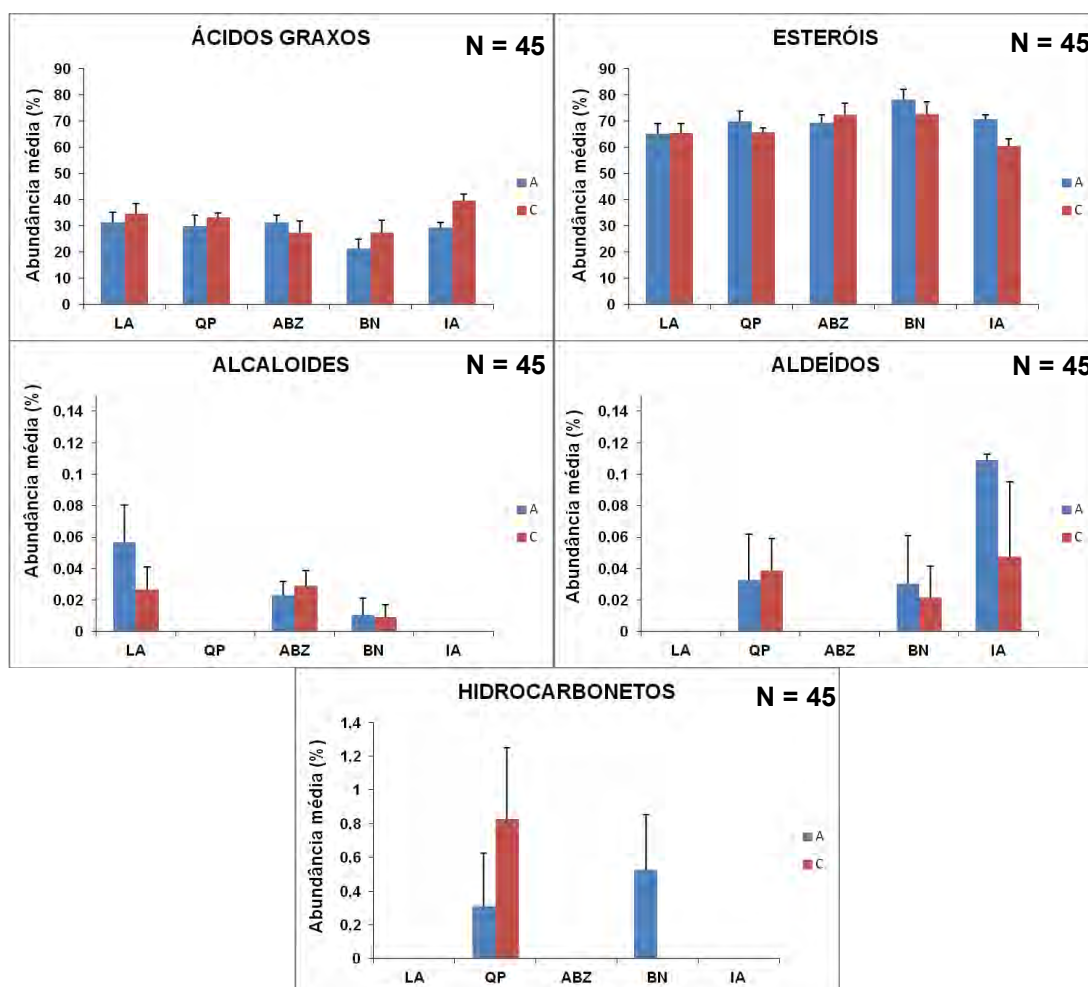 ÁCIDOS GRAXOS N = 45
Abundância média (%)
90
80
70
60
50
40
30
20
10
0
LA QP ABZ BN IA
A
C
ESTERÓIS N = 45
Abundância média (%)
90
80
70
60
50
40
30
20
10
0
LA QP ABZ BN IA
A
C
ALCALOIDES N = 45
Abundância média (%)
0,14
0,12
0,1
0,08
0,06
0,04
0,02
0
LA QP ABZ BN IA
A
C
ALDEÍDOS N = 45
Abundância média (%)
0,14
0,12
0,1
0,08
0,06
0,04
0,02
0
LA QP ABZ BN IA
A
C
HIDROCARBONETOS N = 45
Abundância média (%)
1,4
1,2
1
0,8
0,6
0,4
0,2
0
LA QP ABZ BN IA
A
C